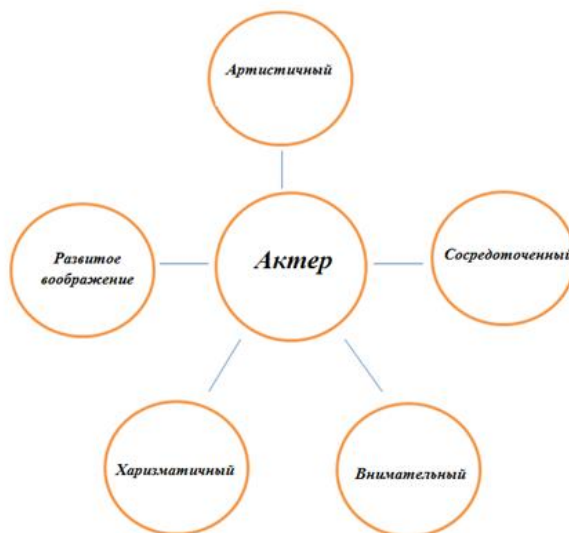 Артистичный
Развитое
воображение
Актер
Сосредоточенный
Харизматичный
Внимательный